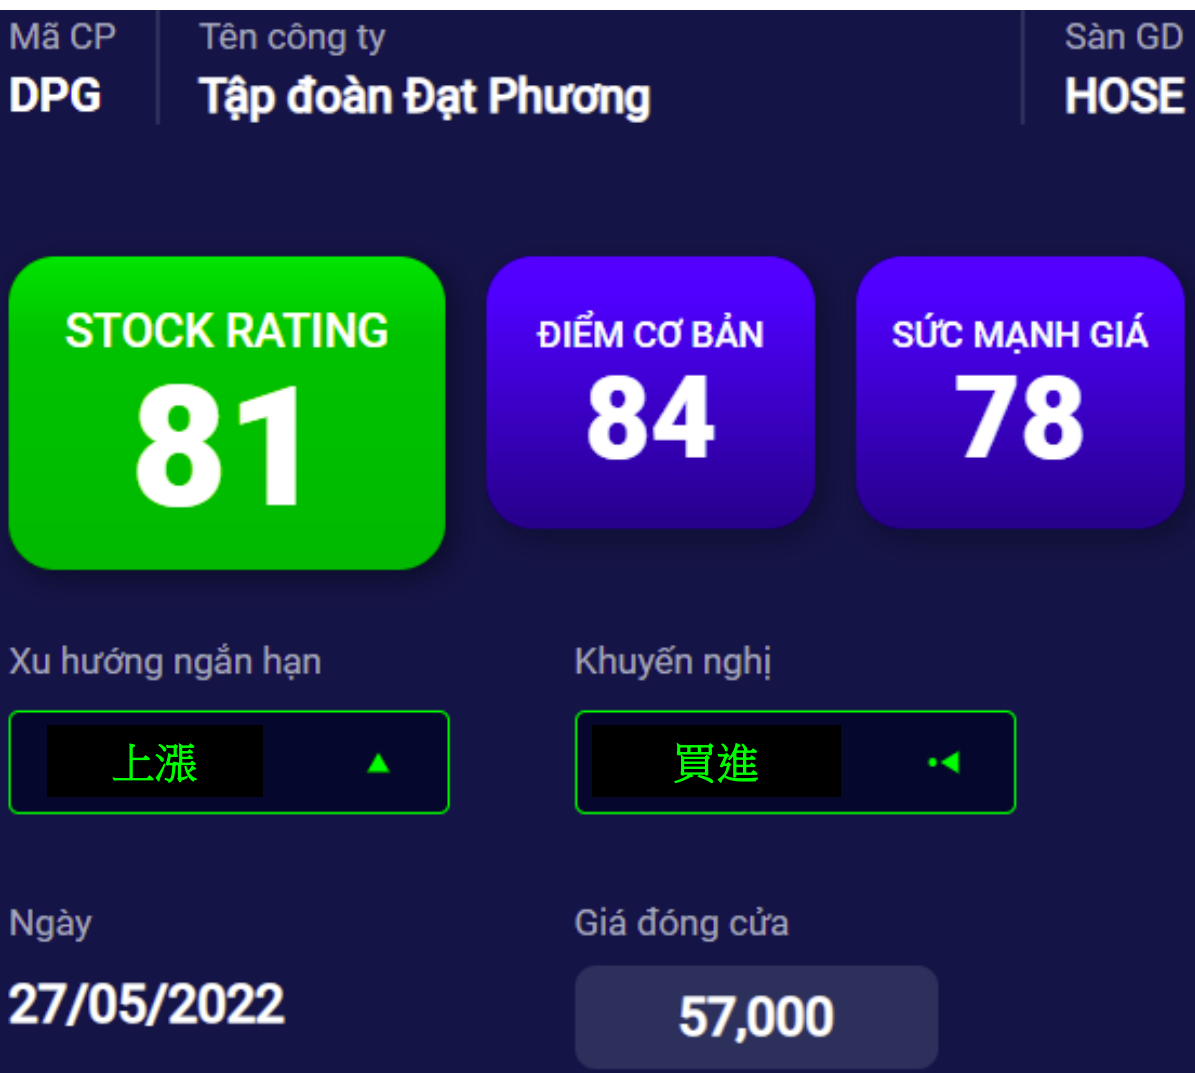 Mã CP Tên công ty Sàn GD
DPG Tập đoàn Đạt Phương HOSE
STOCK RATING
81
ĐIỂM CƠ BẢN
84
SỨC MẠNH GIÁ
78
Xu hướng ngắn hạn Khuyến nghị
上漲 買進
Ngày Giá đóng cửa
27/05/2022 57,000